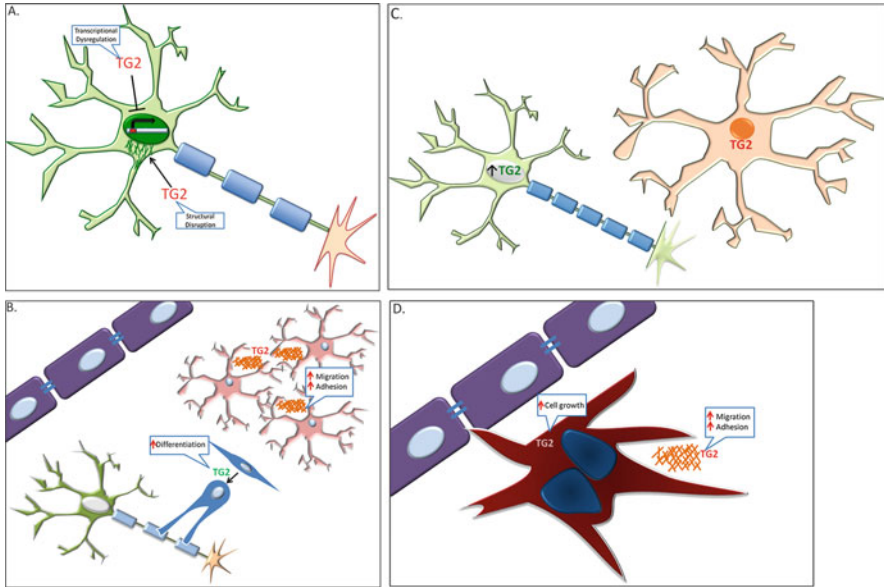 A.
Transcriptional
Dysregulation
TG2
TG2
Structural
Disruption
B.
TG2
Migration
Adhesion
Differentiation
TG2
C.
↑TG2
TG2
D.
Cell growth
TG2
Migration
Adhesion
TG2